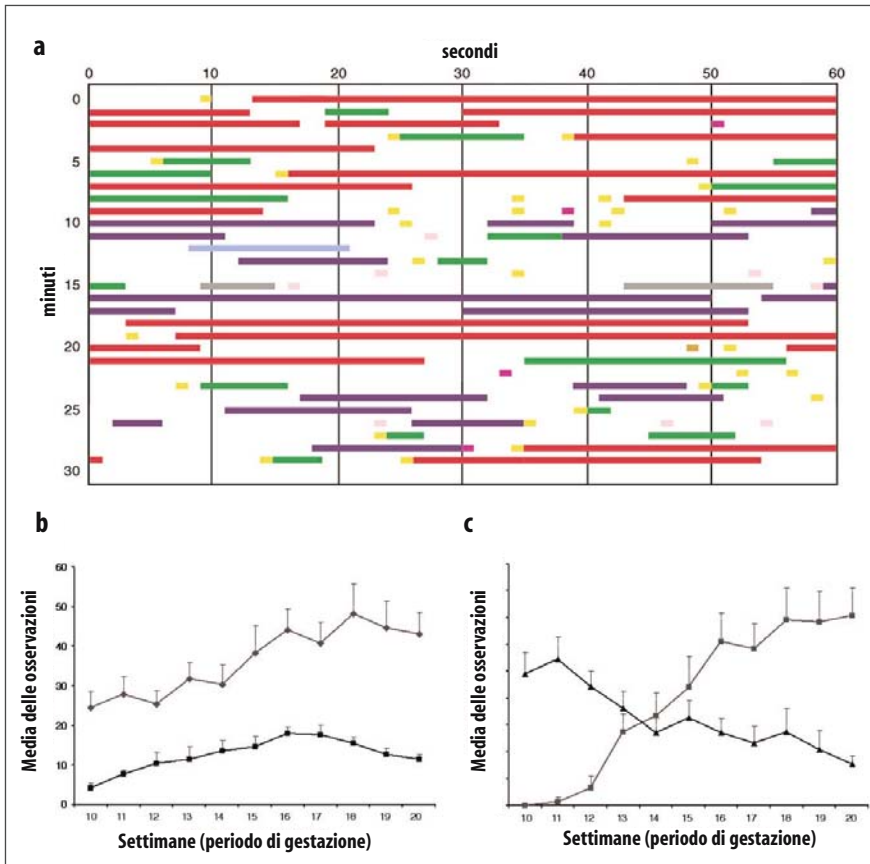 a
secondi
0 10 20 30 40 50 60
minuti
0
5
10
15
20
25
30
b
Media delle osservazioni
60
50
40
30
20
10
0
10 11 12 13 14 15 16 17 18 19 20
Settimane (periodo di gestazione)
c
Media delle osservazioni
10 11 12 13 14 15 16 17 18 19 20
Settimane (periodo di gestazione)